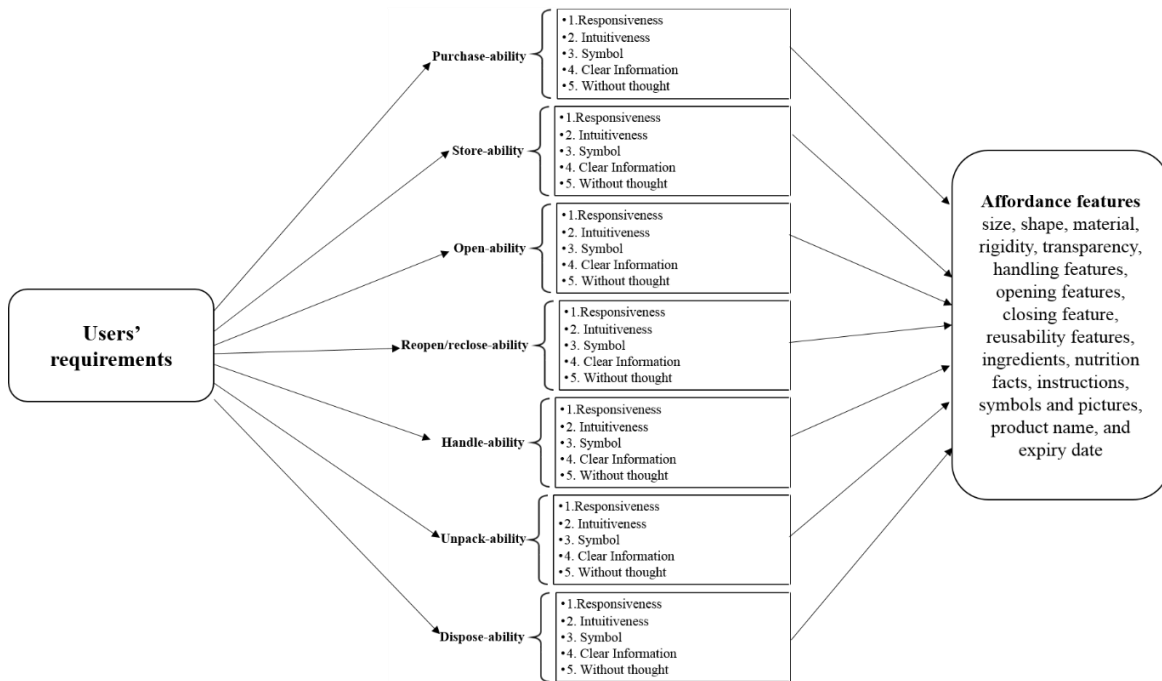 Users’
requirements
Purchase-ability
•1.Responsiveness
•2. Intuitiveness
•3. Symbol
•4. Clear Information
•5. Without thought
Store-ability
•1.Responsiveness
•2. Intuitiveness
•3. Symbol
•4. Clear Information
•5. Without thought
Open-ability
•1.Responsiveness
•2. Intuitiveness
•3. Symbol
•4. Clear Information
•5. Without thought
Reopen/reclose-ability
•1.Responsiveness
•2. Intuitiveness
•3. Symbol
•4. Clear Information
•5. Without thought
Handle-ability
•1.Responsiveness
•2. Intuitiveness
•3. Symbol
•4. Clear Information
•5. Without thought
Unpack-ability
•1.Responsiveness
•2. Intuitiveness
•3. Symbol
•4. Clear Information
•5. Without thought
Dispose-ability
•1.Responsiveness
•2. Intuitiveness
•3. Symbol
•4. Clear Information
•5. Without thought
Affordance features
size, shape, material,
rigidity, transparency,
handling features,
opening features,
closing feature,
reusability features,
ingredients, nutrition
facts, instructions,
symbols and pictures,
product name, and
expiry date